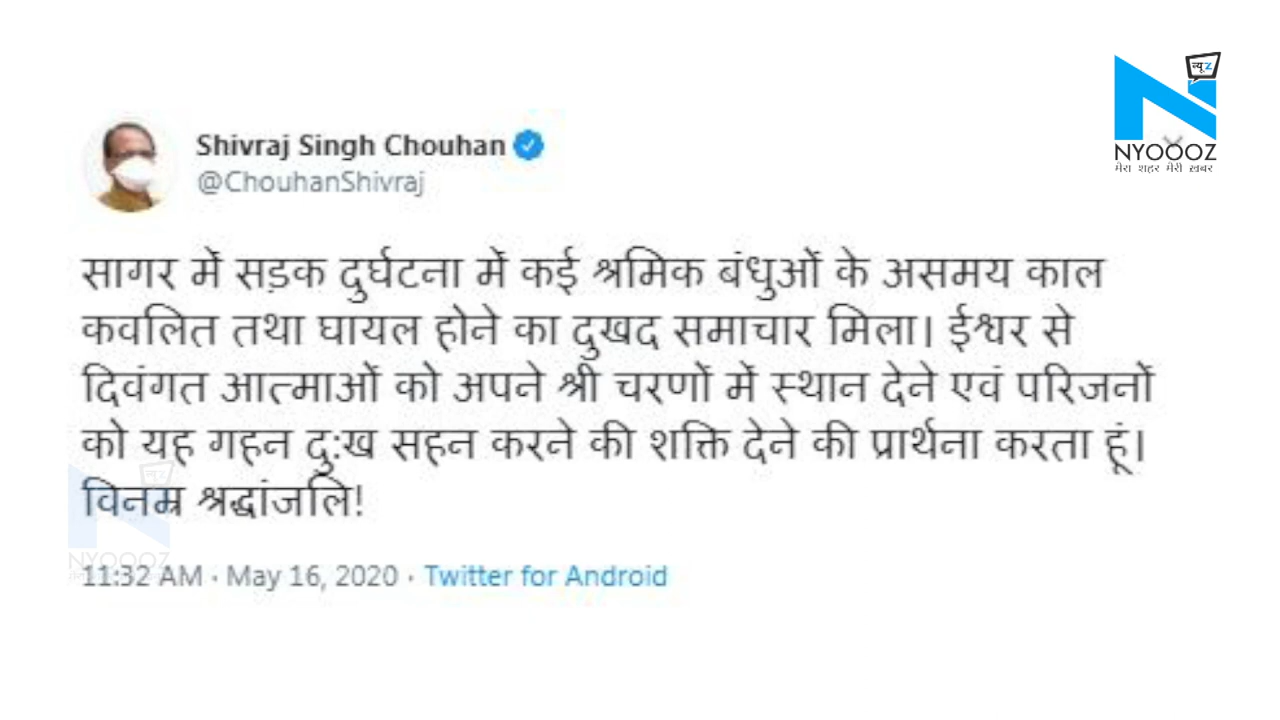 न्यूz
NYOOOZ
मेरा शहर मेरी ख़बर
Shivraj Singh Chouhan
@ChouhanShivraj
सागर में सड़क दुर्घटना में कई श्रमिक बंधुओं के असमय काल
कवलित तथा घायल होने का दुखद समाचार मिला। ईश्वर से
दिवंगत आत्माओं को अपने श्री चरणों में स्थान देने एवं परिजनों
को यह गहन दु:ख सहन करने की शक्ति देने की प्रार्थना करता हूं।
विनम्र श्रद्धांजलि!
NYOOOZ
11:32 AM · May 16, 2020 · Twitter for Android